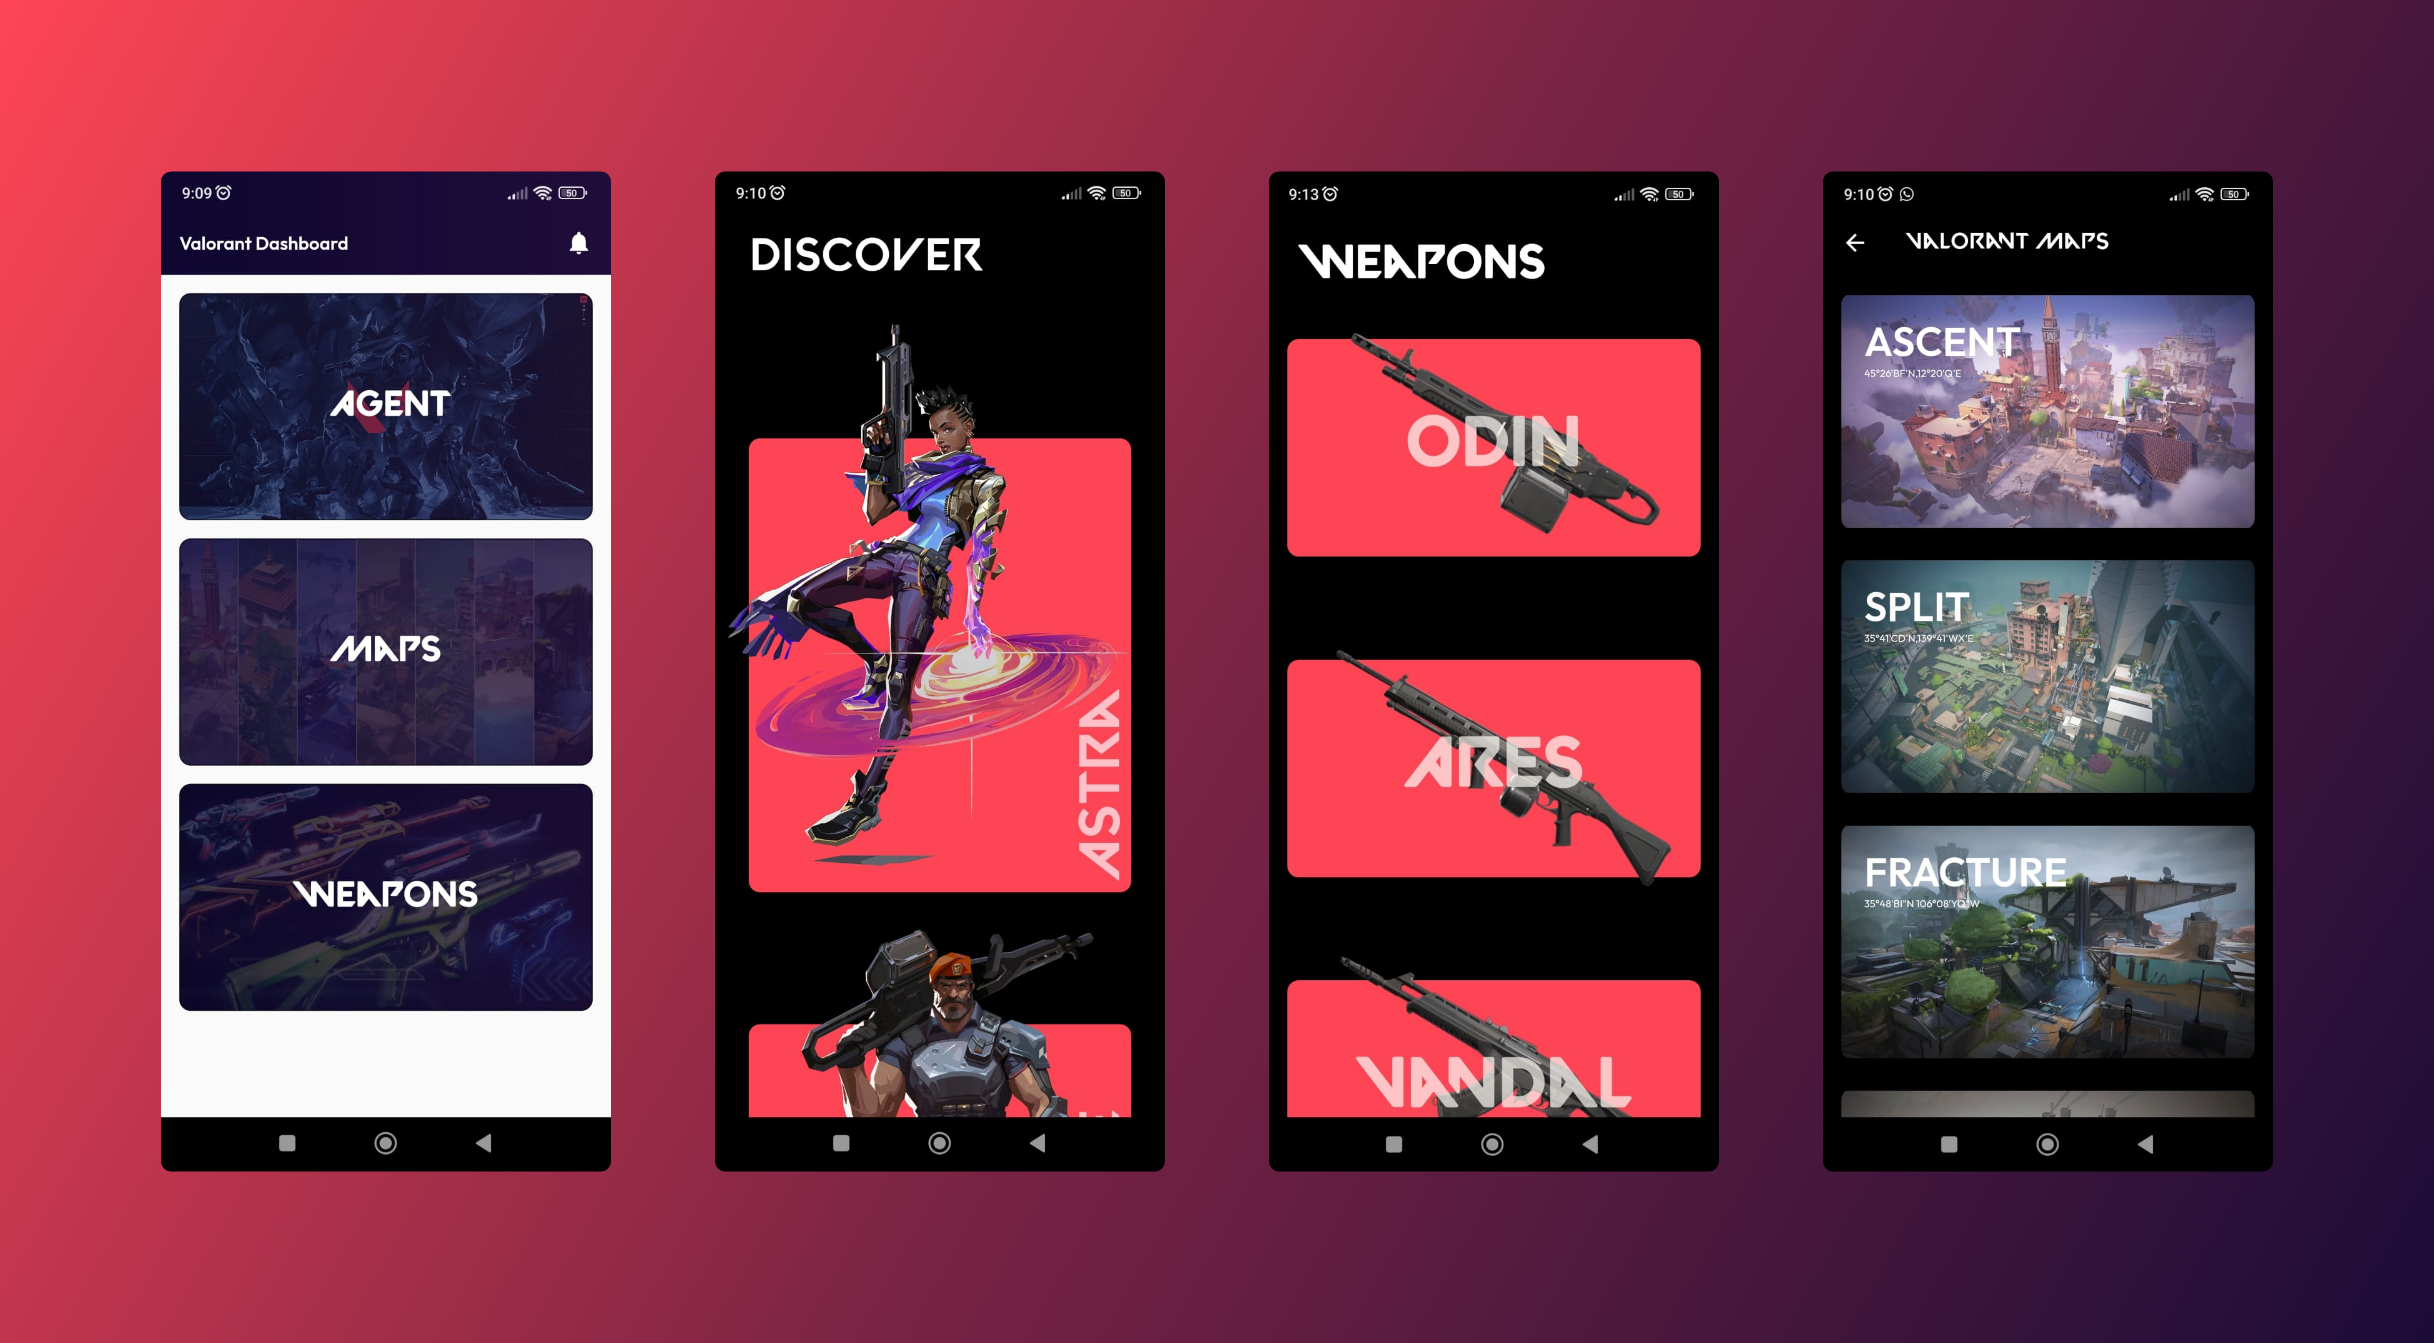 9:09
50
Valorant Dashboard
AGENT
MAPS
WEAPONS
9:10
50
DISCOVER
ASTRA
9:13
50
WEAPONS
ODIN
ARES
VANDAL
9:10
50
VALORANT MAPS
ASCENT
45°26'BF'N,12°20'Q'E
SPLIT
35°41'CD'N,139°41'WX'E
FRACTURE
35°48'BI"N 106°08'YQ"W